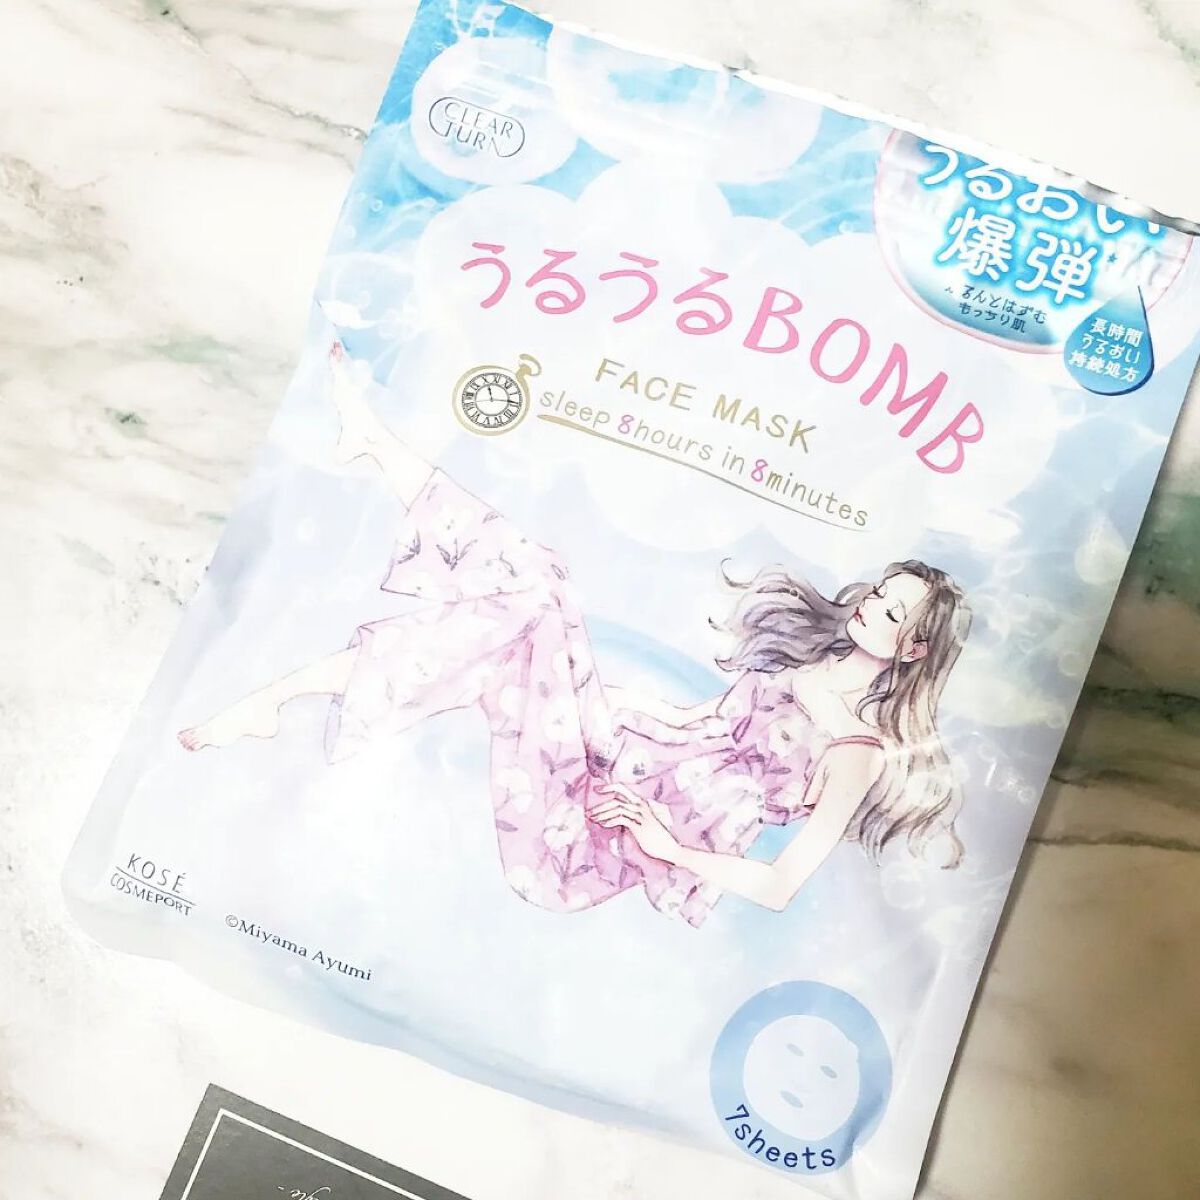 CLEAR
TURN
うるおい
爆弾
るんとはずむ
もっちり肌
長時間
うるおい
持続処方
うるうるBOMB
FACE MASK
sleep 8hours in 8minutes
KOSÉ
COSMEPORT
©Miyama Ayumi
7sheets